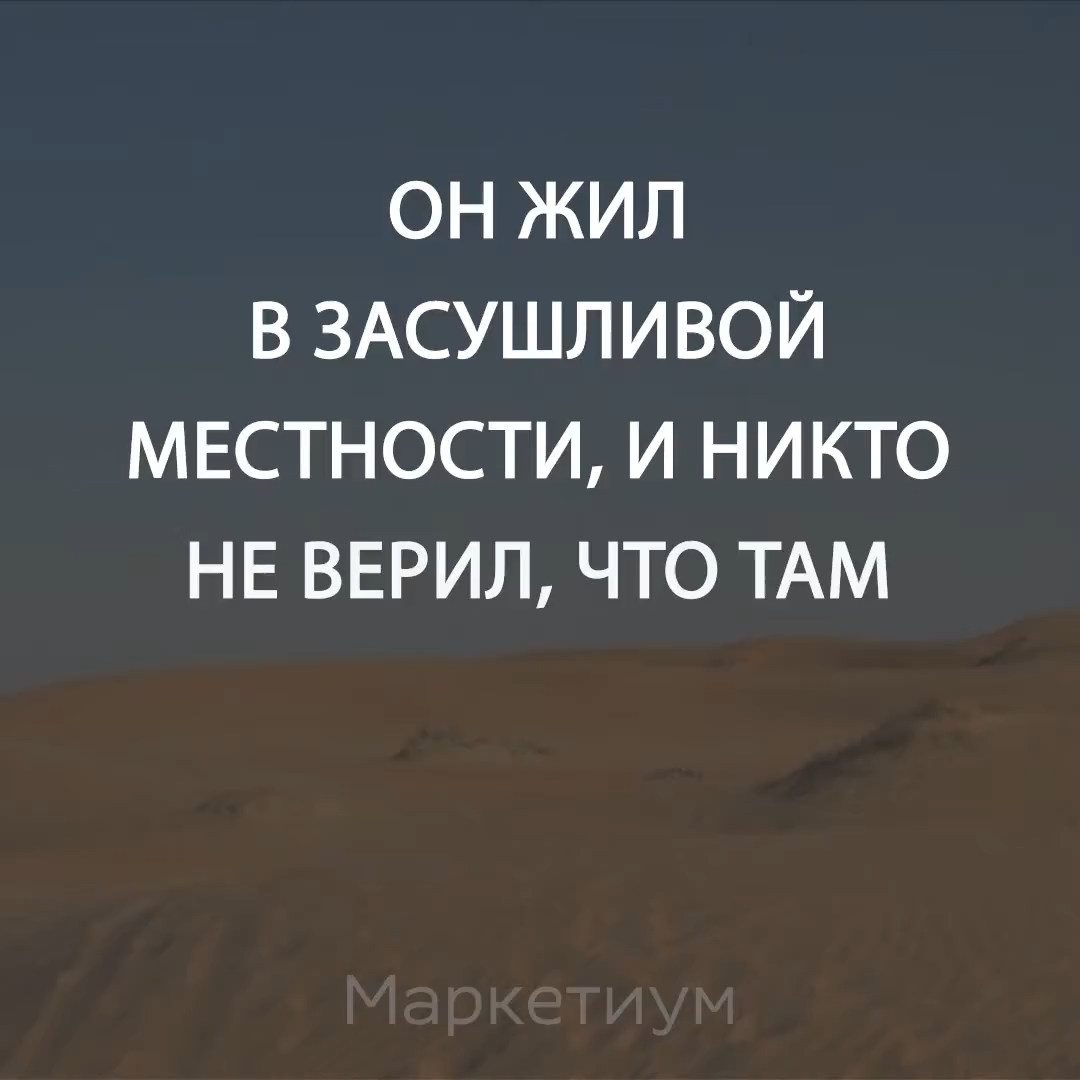 ОН ЖИЛ
В ЗАСУШЛИВОЙ
МЕСТНОСТИ, И НИКТО
НЕ ВЕРИЛ, ЧТО ТАМ
Маркетиум